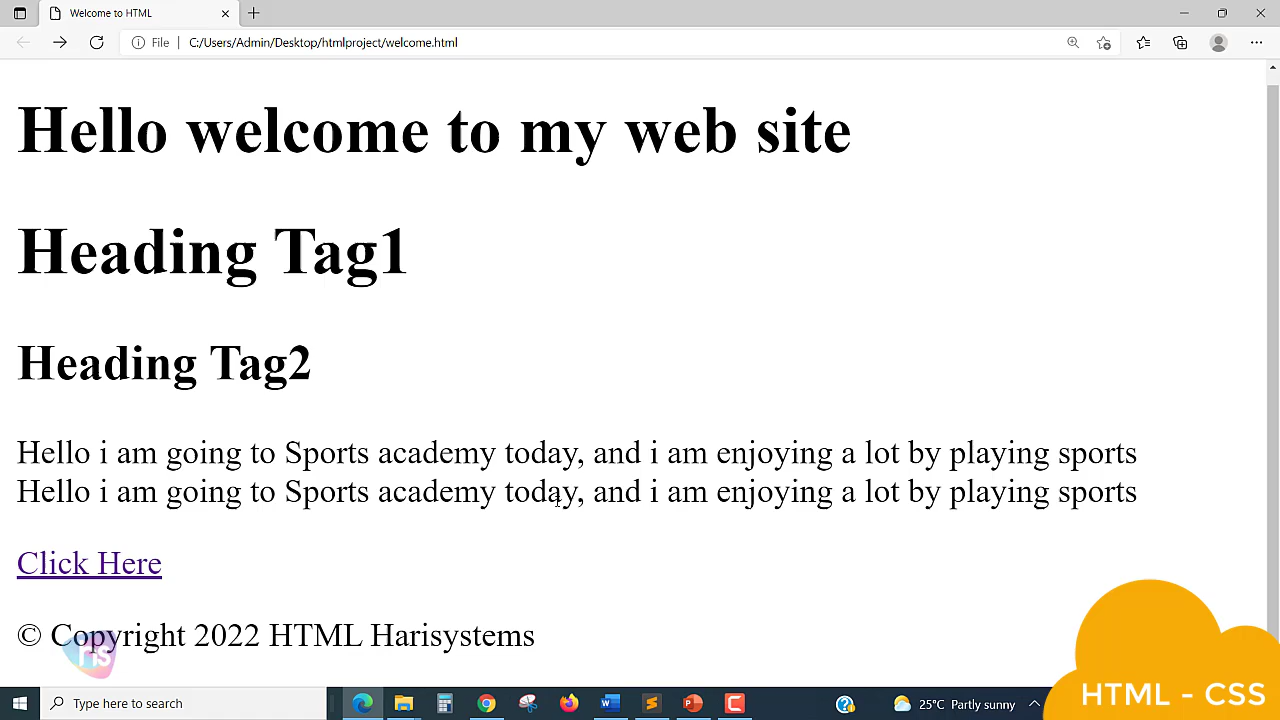 Welcome to HTML
File
C:/Users/Admin/Desktop/htmlproject/welcome.html
Hello welcome to my web site
Heading Tag1
Heading Tag2
Hello i am going to Sports academy today, and i am enjoying a lot by playing sports
Hello i am going to Sports academy today, and i am enjoying a lot by playing sports
Click Here
© Copyright 2022 HTML Harisystems
HS
HTML - CSS
Type here to search
25°C Partly sunny